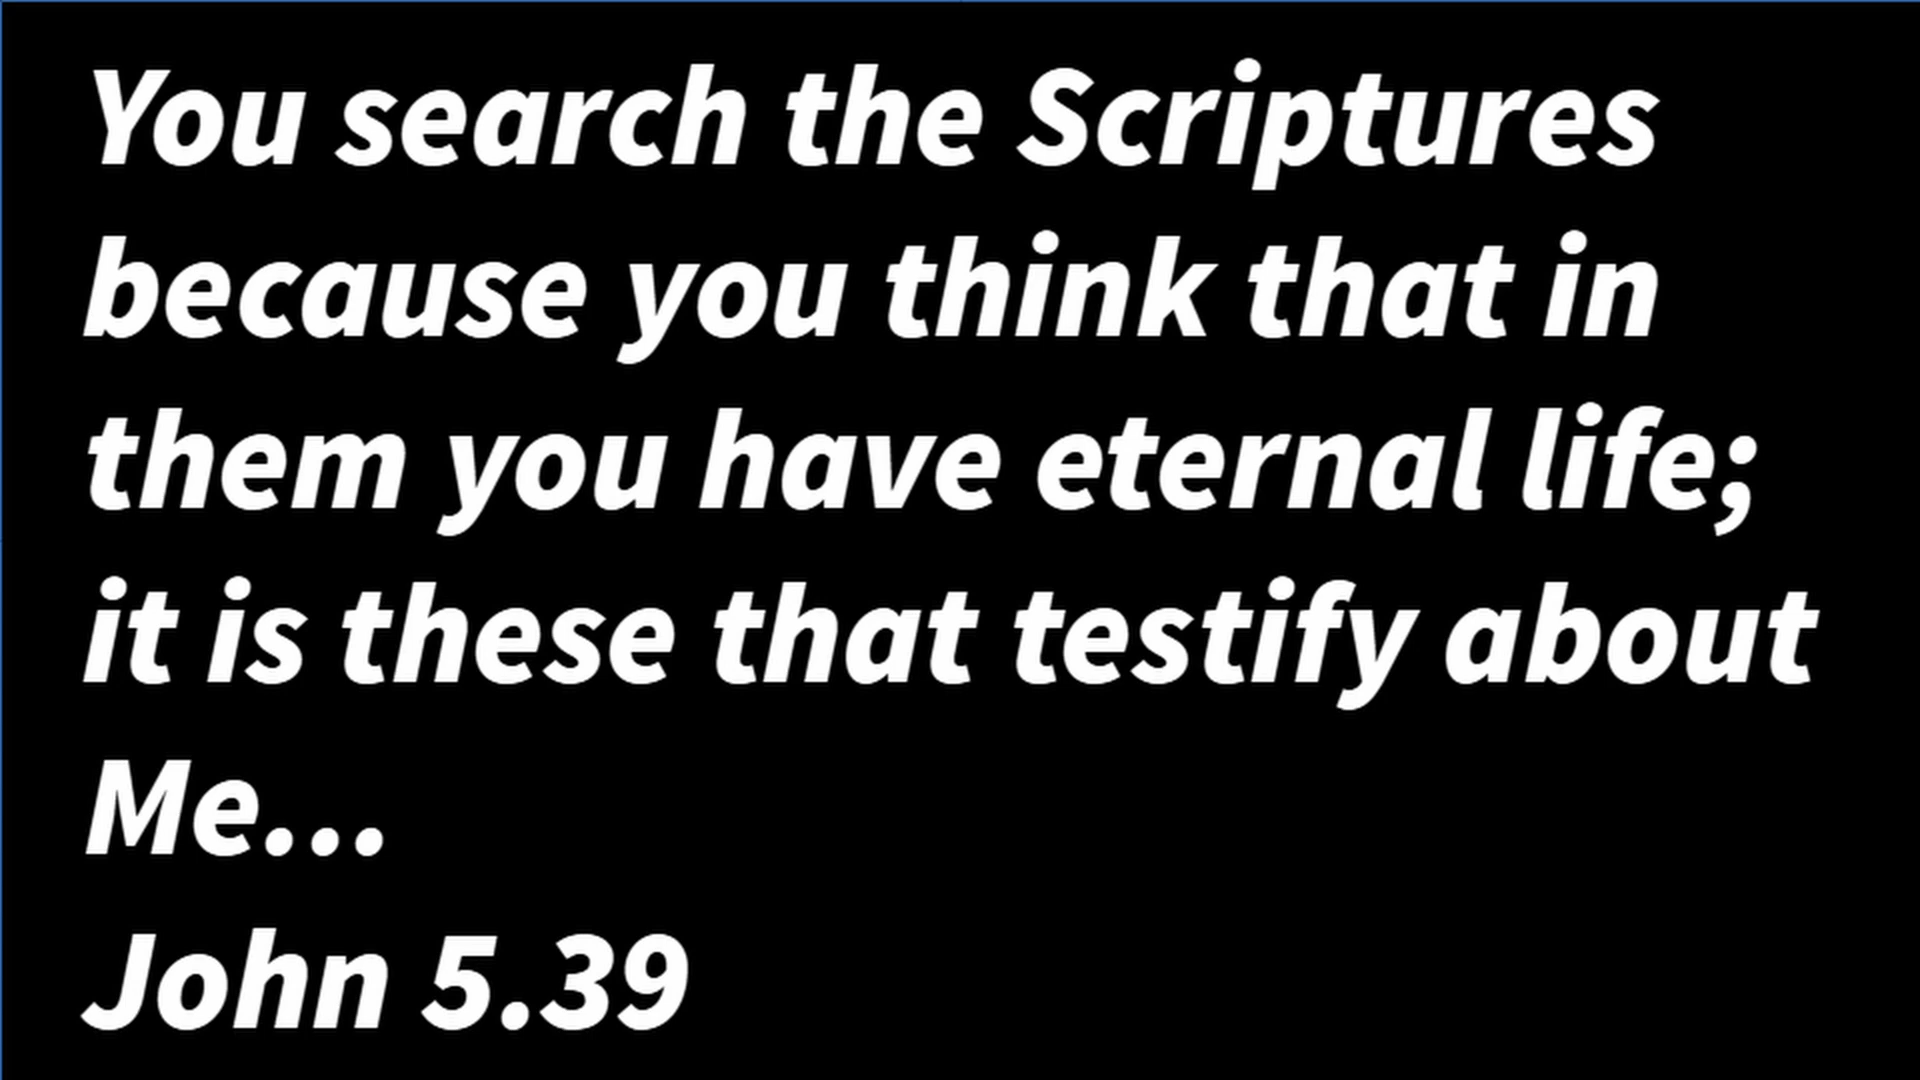 You search the Scriptures
because you think that in
them you have eternal life;
it is these that testify about
Me...
John 5.39